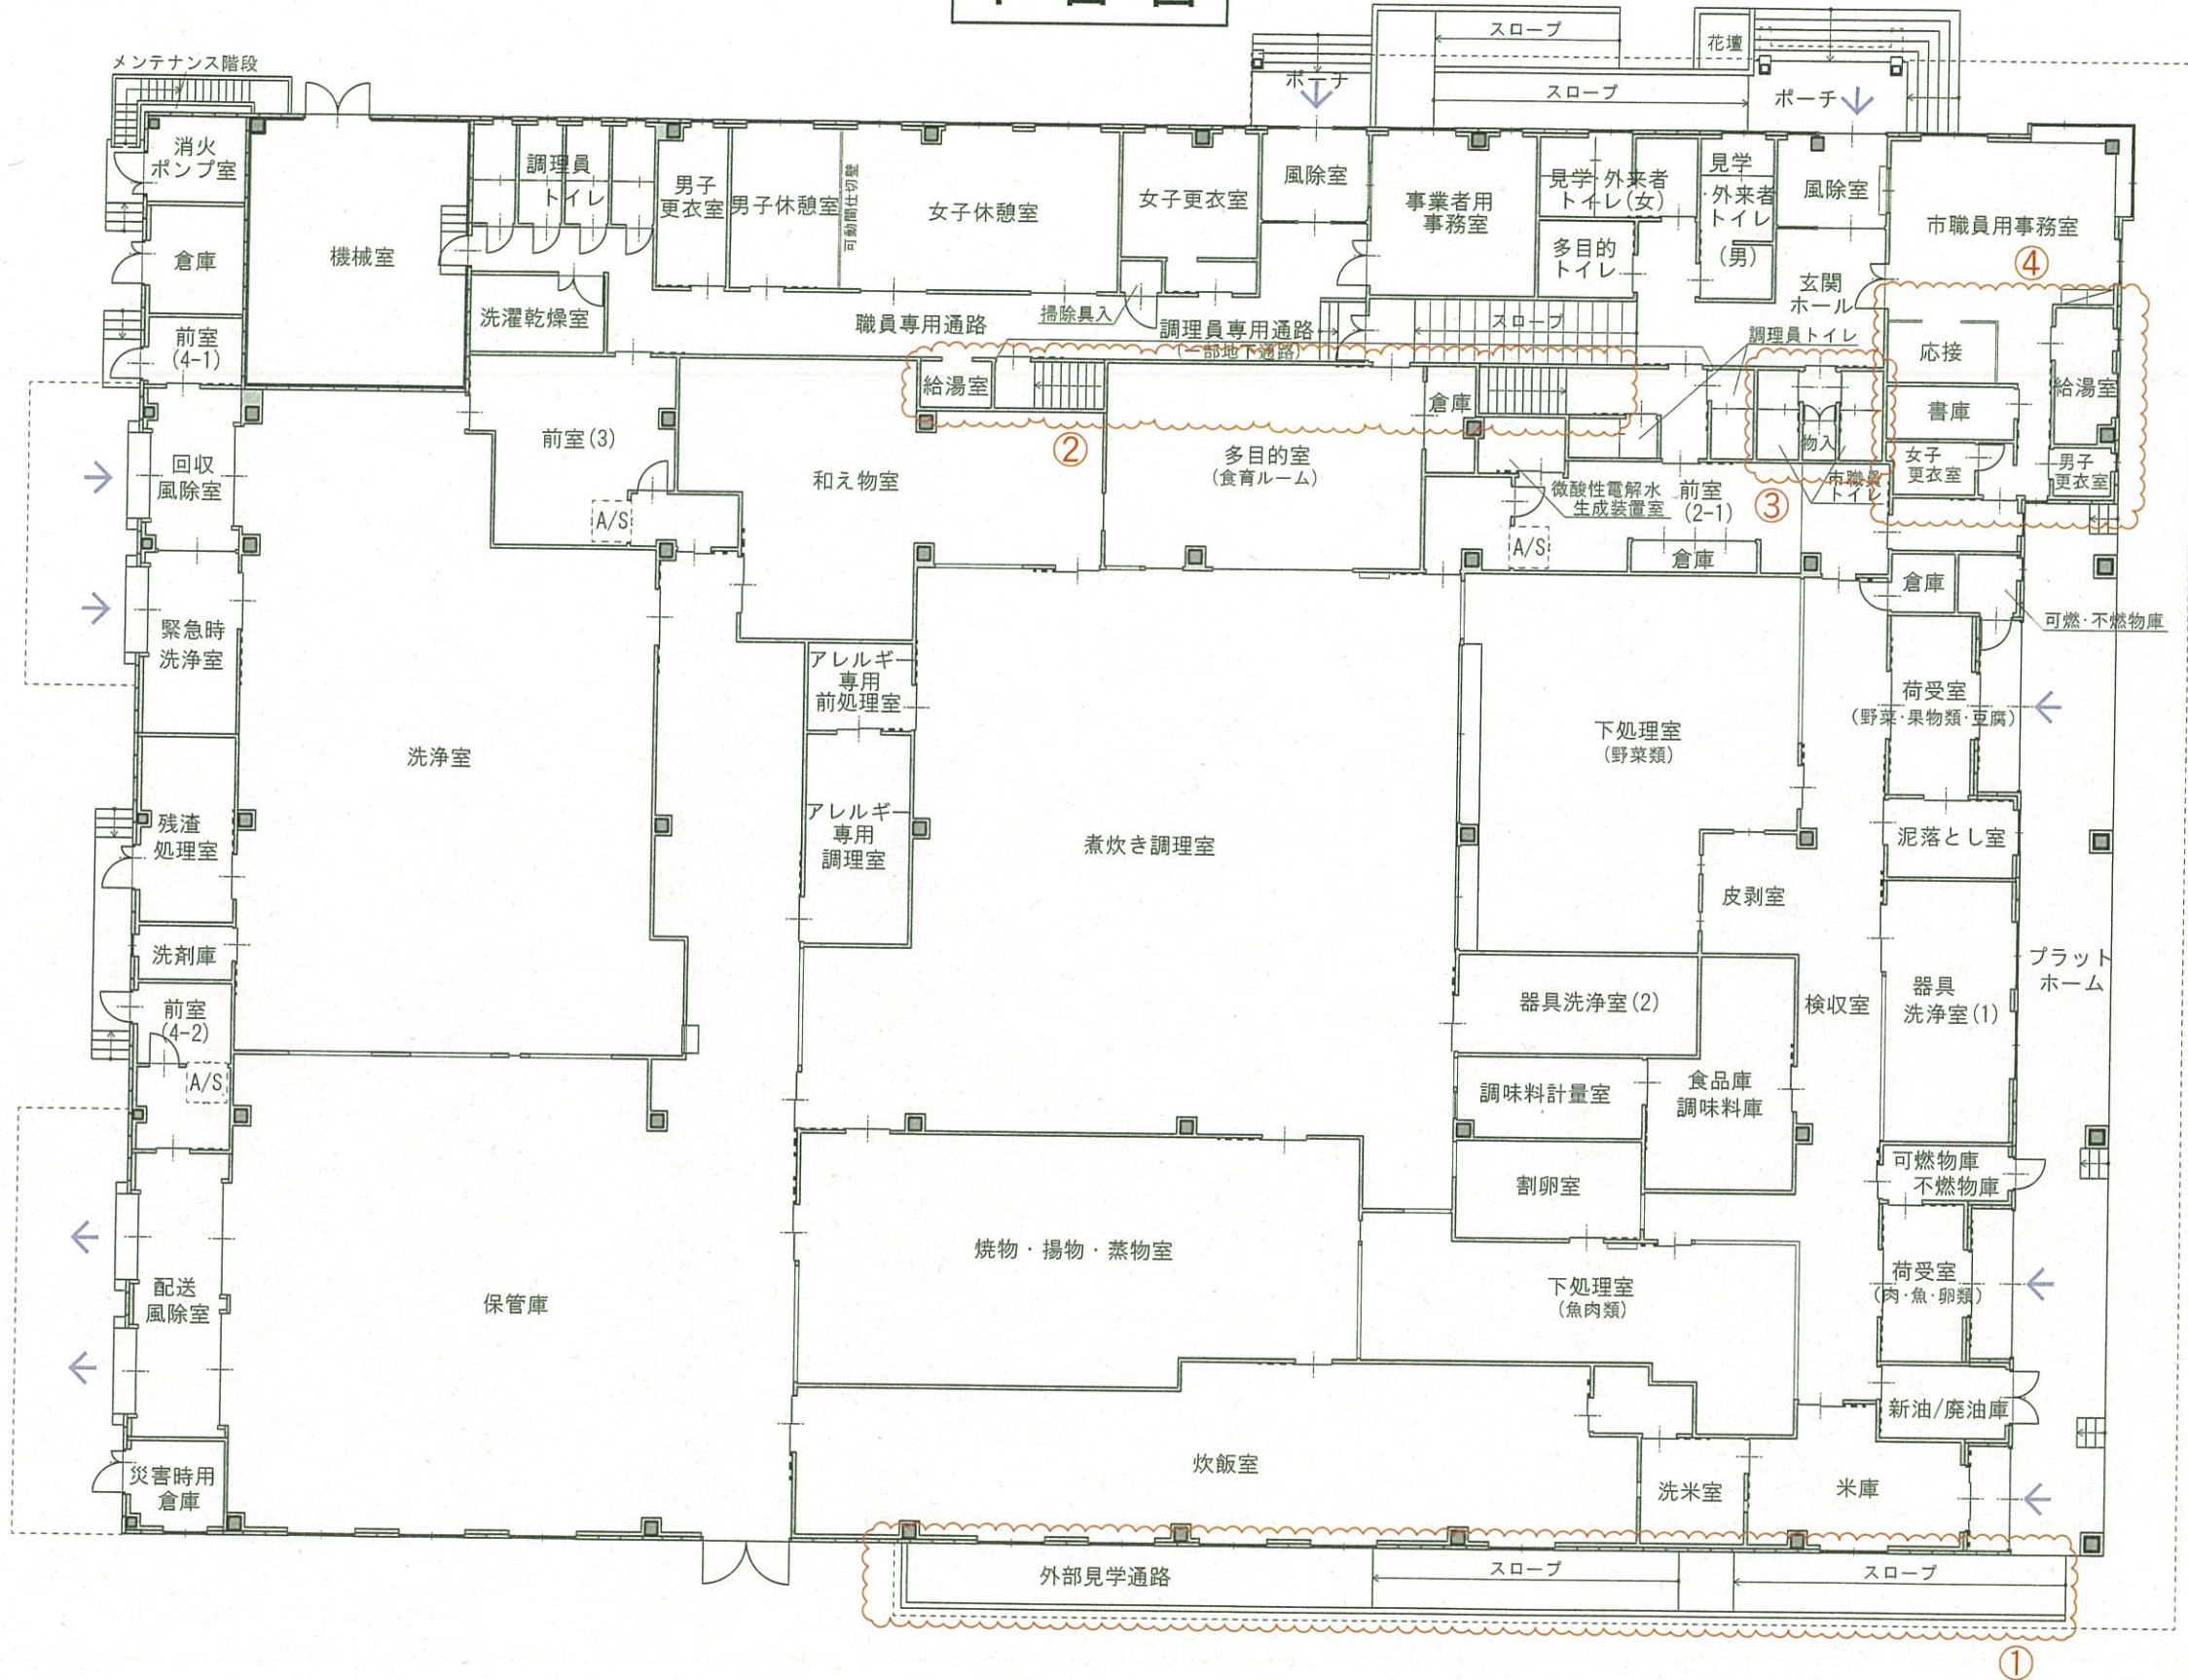 スロープ
花壇
メンテナンス階段
ポーチ
スロープ
ポーチ
消火
ポンプ室
調理員
トイレ
男子
更衣室
男子休憩室
可動間仕切壁
女子休憩室
女子更衣室
風除室
事業者用
事務室
見学・外来者
トイレ(女)
見学
・外来者
トイレ
(男)
風除室
市職員用事務室
④
倉庫
機械室
多目的
トイレ
玄関
ホール
洗濯乾燥室
職員専用通路
掃除具入
調理員専用通路
(一部地下通路)
スロープ
調理員トイレ
前室
(4-1)
応接
給湯室
倉庫
給湯室
書庫
回収
風除室
前室(3)
和え物室
②
多目的室
(食育ルーム)
物入
女子
更衣室
男子
更衣室
A/S
微酸性電解水
生成装置室
前室
(2-1)
③
市職員
トイレ
A/S
倉庫
倉庫
可燃・不燃物庫
緊急時
洗浄室
アレルギー
専用
前処理室
荷受室
(野菜・果物類・豆腐)
洗浄室
下処理室
(野菜類)
残渣
処理室
アレルギー
専用
調理室
煮炊き調理室
泥落とし室
皮剥室
洗剤庫
プラット
ホーム
前室
(4-2)
器具洗浄室(2)
検収室
器具
洗浄室(1)
A/S
調味料計量室
食品庫
調味料庫
割卵室
可燃物庫
不燃物庫
配送
風除室
保管庫
焼物・揚物・蒸物室
下処理室
(魚肉類)
荷受室
(肉・魚・卵類)
新油/廃油庫
災害時用
倉庫
炊飯室
洗米室
米庫
外部見学通路
スロープ
スロープ
①